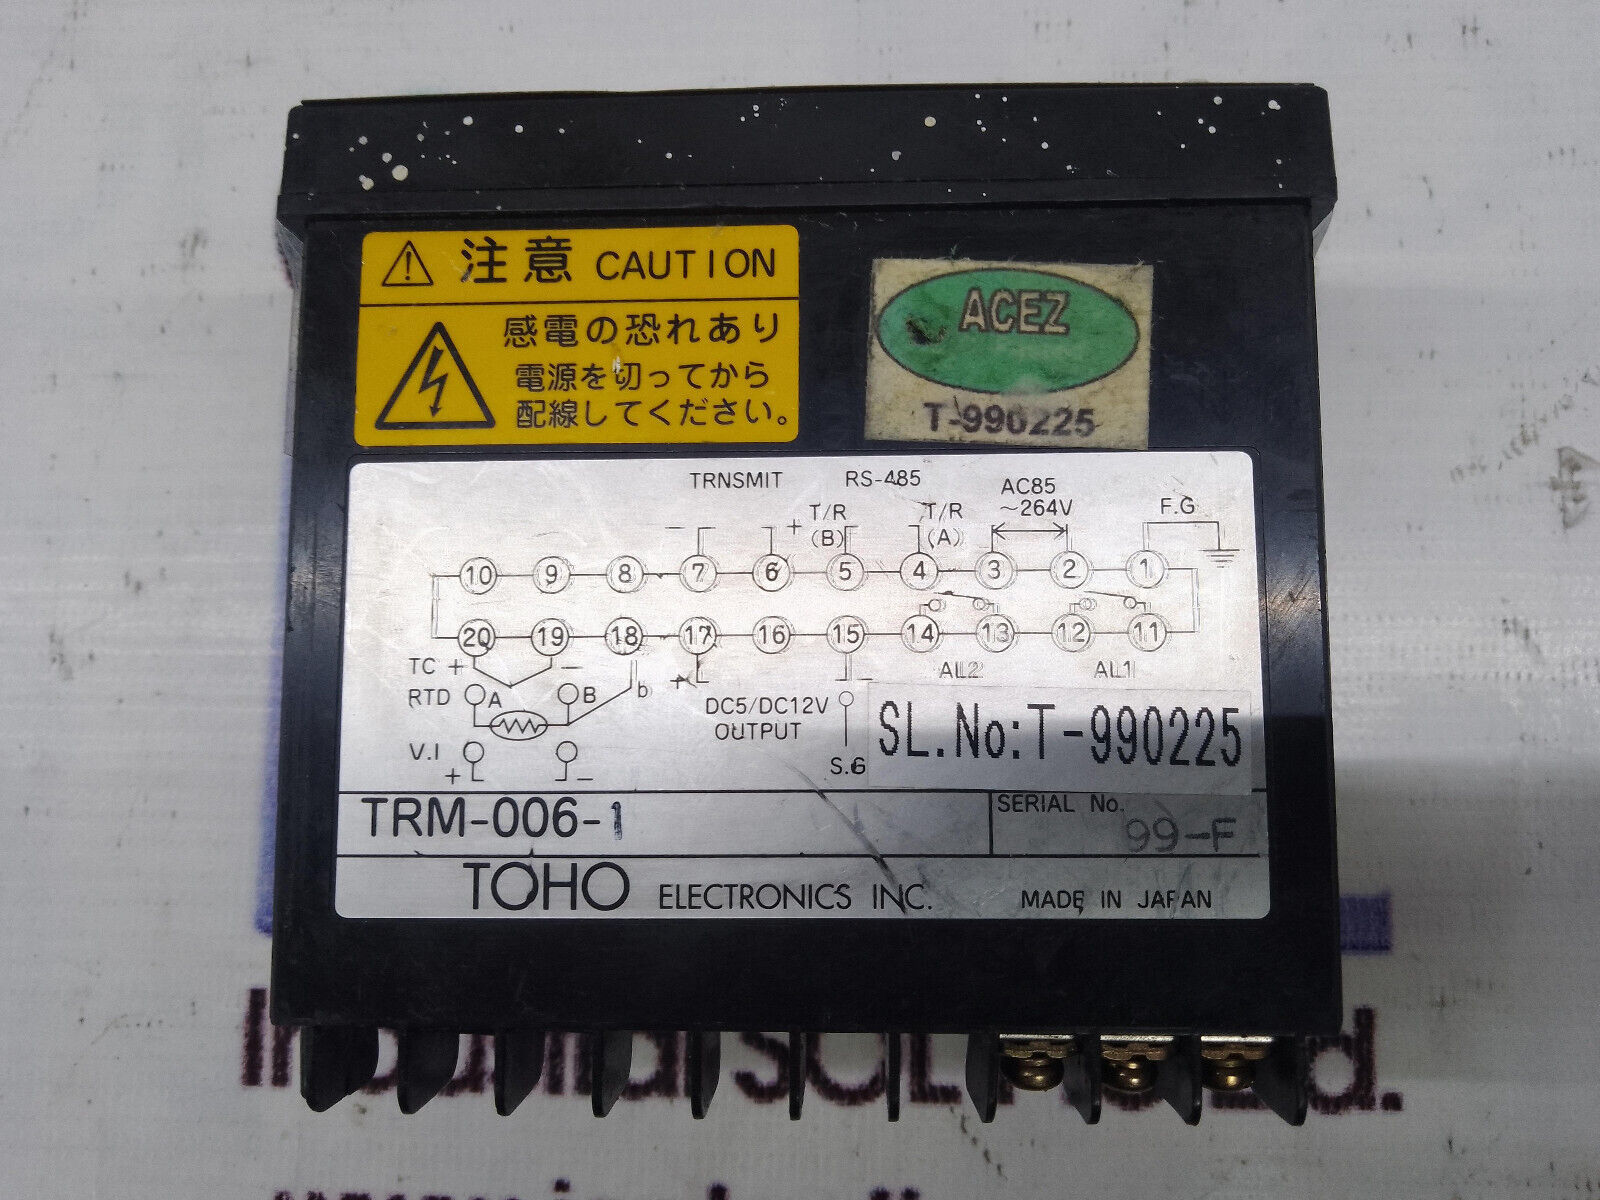 注意 CAUTION
感電の恐れあり
電源を切ってから
配線してください。
ACEZ
T-990225
TRNSMIT RS-485
AC85
~264V
F.G
− + T/R
(B)
T/R
(A)
10 9 8 7 6 5 4 3 2 1
20 19 18 17 16 15 14 13 12 11
TC + −
AL2 AL1
RTD A B b +
−
DC5/DC12V
OUTPUT
V.I
+ −
S.G
SL.No:T-990225
TRM-006-1
SERIAL No.
99-F
TOHO ELECTRONICS INC.
MADE IN JAPAN